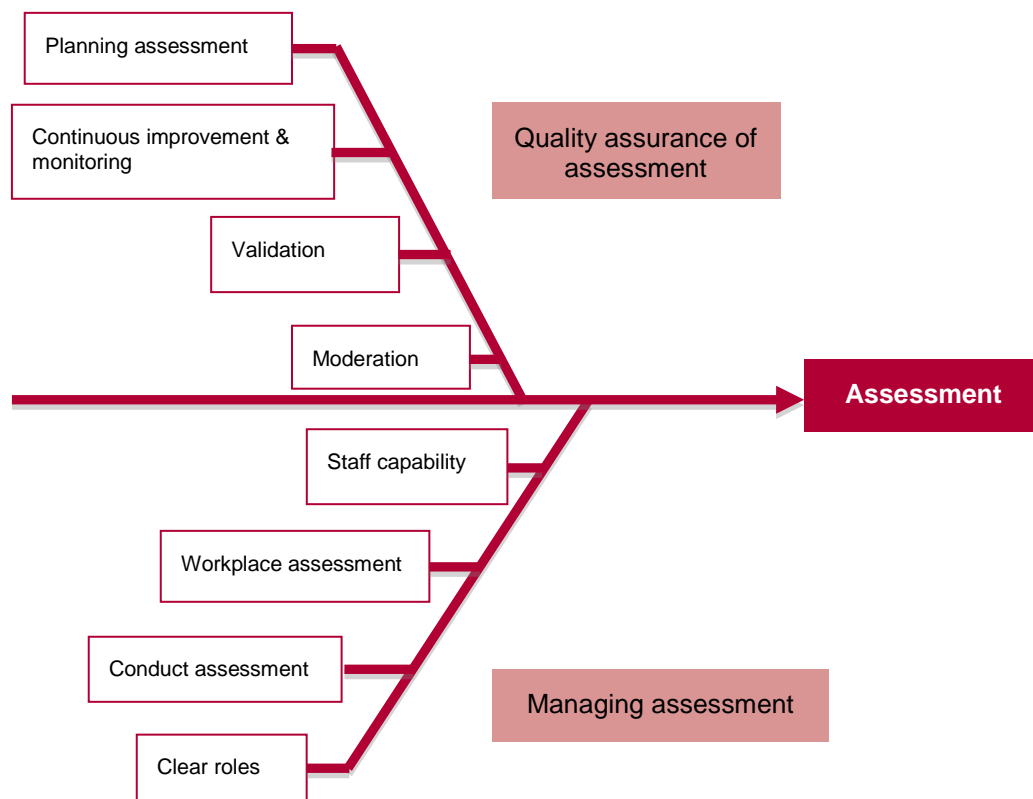 Planning assessment
Continuous improvement &
monitoring
Quality assurance of
assessment
Validation
Moderation
Assessment
Staff capability
Workplace assessment
Conduct assessment
Managing assessment
Clear roles